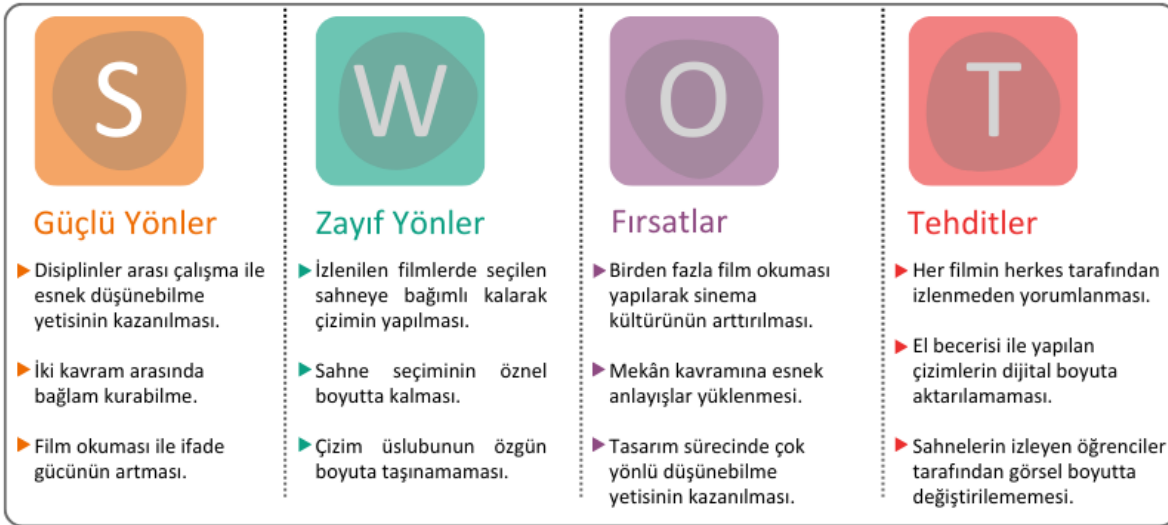 S
Güçlü Yönler
Disiplinler arası çalışma ile
esnek düşünebilme
yetisinin kazanılması.
İki kavram arasında
bağlam kurabilme.
Film okuması ile ifade
gücünün artması.
W
Zayıf Yönler
İzlenilen filmlerde seçilen
sahneye bağımlı kalarak
çizimin yapılması.
Sahne seçiminin öznel
boyutta kalması.
Çizim üslubunun özgün
boyuta taşınamaması.
O
Fırsatlar
Birden fazla film okuması
yapılarak sinema
kültürünün arttırılması.
Mekân kavramına esnek
anlayışlar yüklenmesi.
Tasarım sürecinde çok
yönlü düşünebilme
yetisinin kazanılması.
T
Tehditler
Her filmin herkes tarafından
izlenmeden yorumlanması.
El becerisi ile yapılan
çizimlerin dijital boyuta
aktarılamaması.
Sahnelerin izleyen öğrenciler
tarafından görsel boyutta
değiştirilememesi.